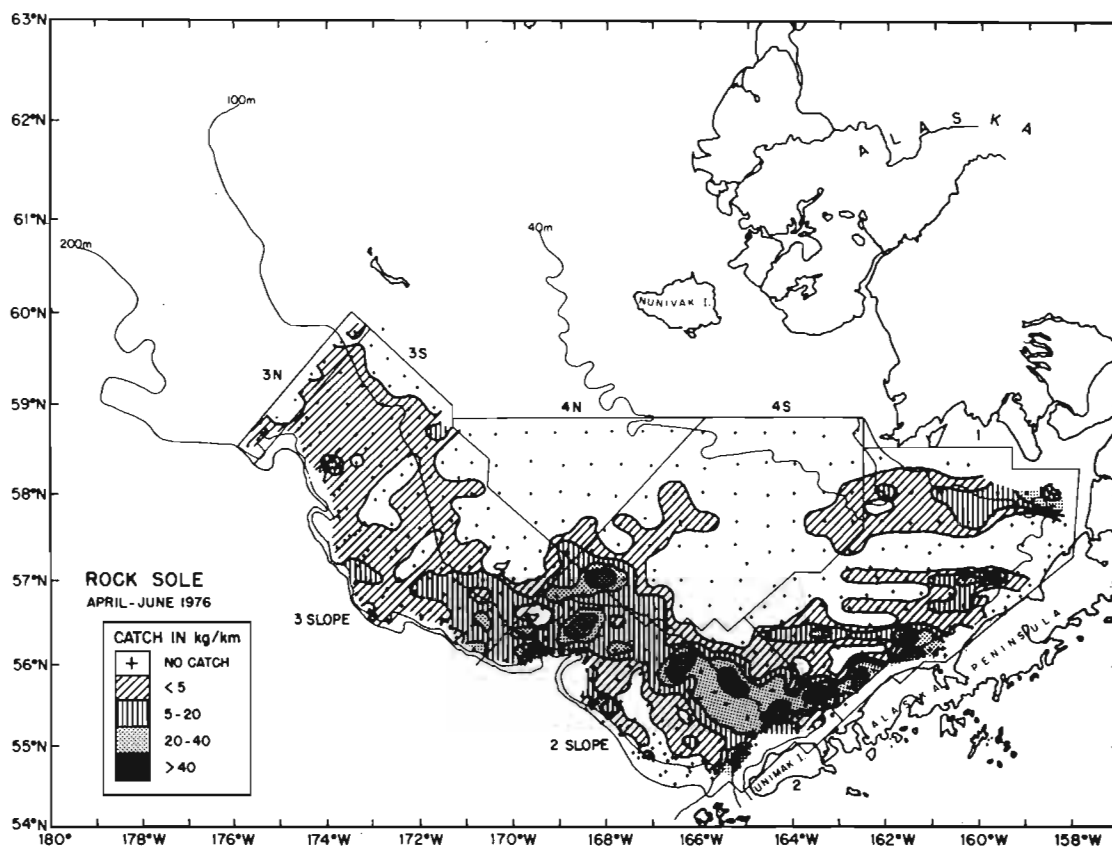 63°N
62°N
61°N
60°N
59°N
58°N
57°N
56°N
55°N
54°N
180°
178°W
176°W
174°W
172°W
170°W
168°W
166°W
164°W
162°W
160°W
158°W
100m
200m
40m
ALASKA
NUNIVAK I.
3N
3S
4N
4S
1
3 SLOPE
2 SLOPE
2
UNIMAK I.
ALASKA PENINSULA
ROCK SOLE
APRIL-JUNE 1976
CATCH IN kg/km
+ NO CATCH
<5
5-20
20-40
>40